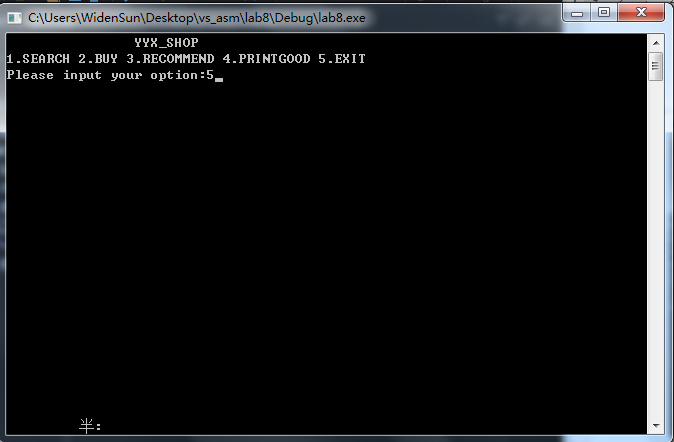 C:\Users\WidenSun\Desktop\vs_asm\lab8\Debug\lab8.exe
YYX_SHOP
1.SEARCH 2.BUY 3.RECOMMEND 4.PRINTGOOD 5.EXIT
Please input your option:5_
半: